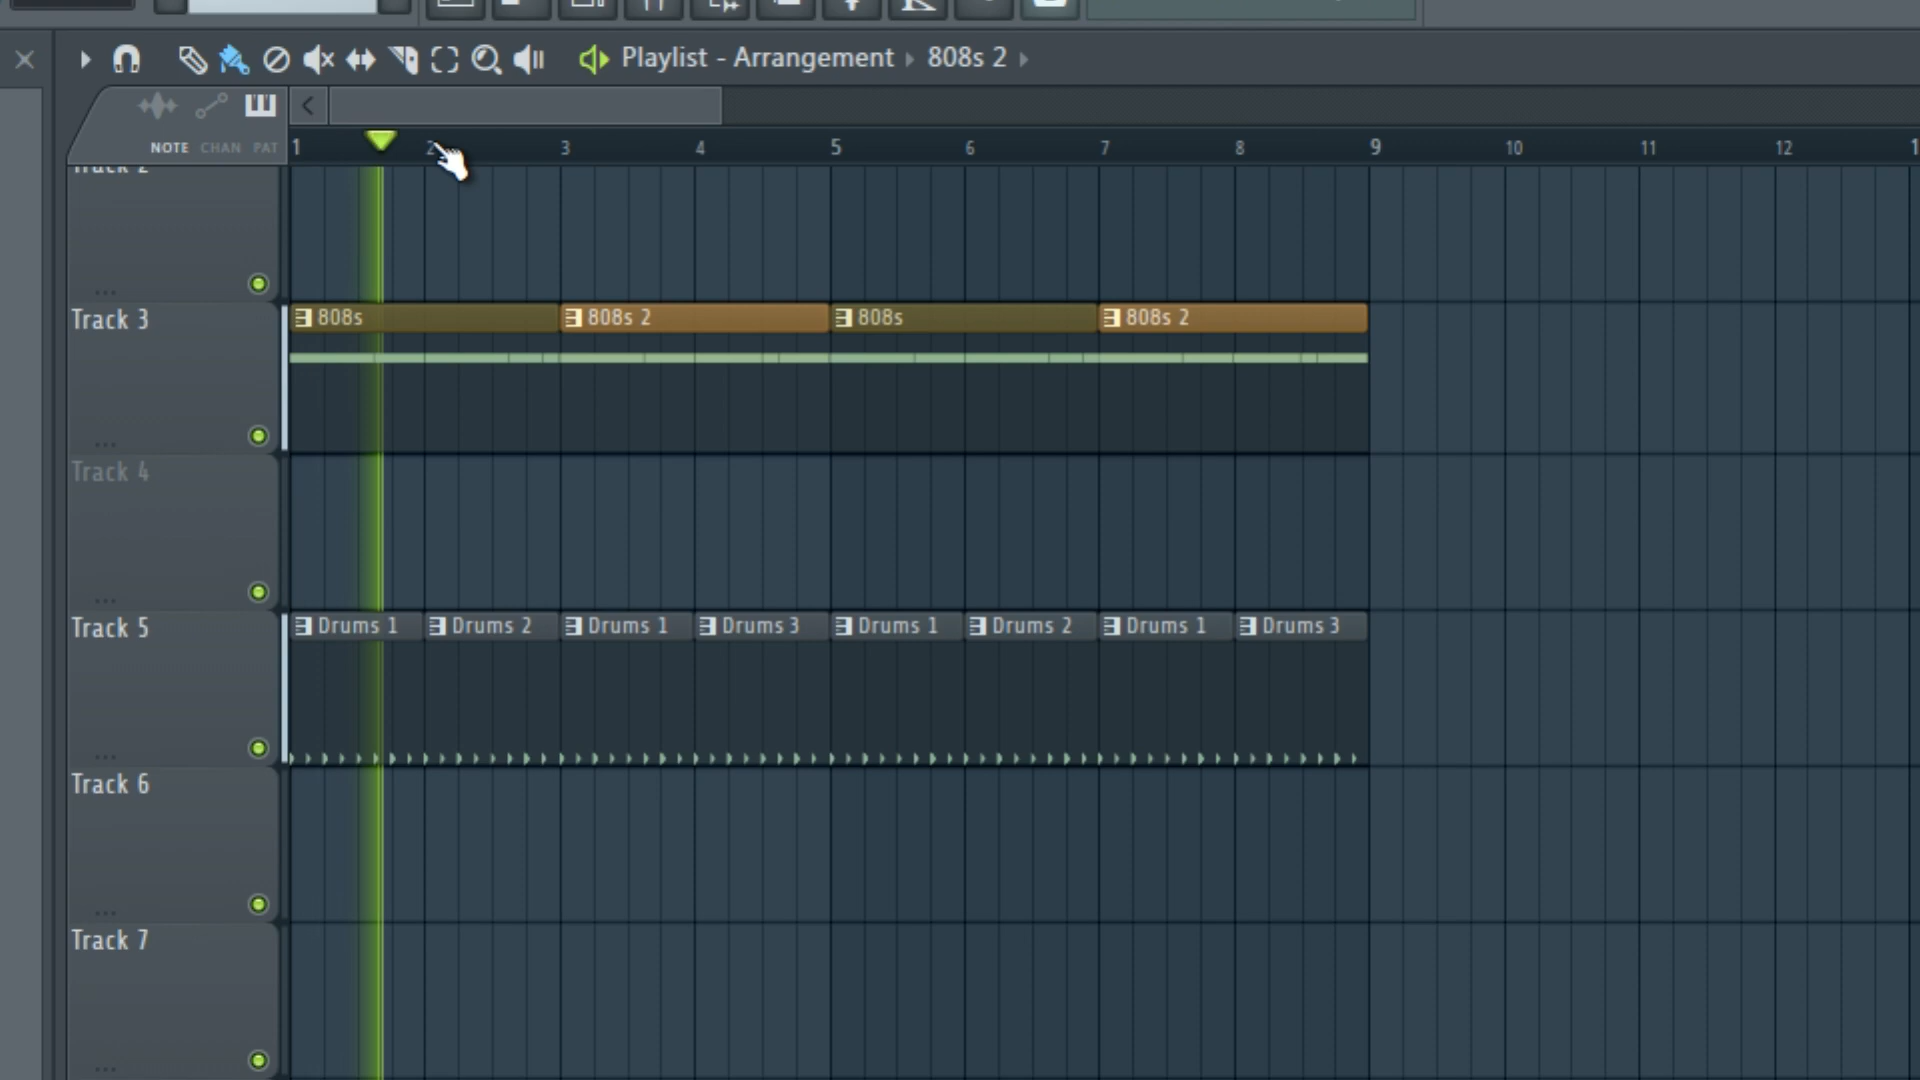 Playlist - Arrangement ▸ 808s 2 ▸
NOTE CHAN PAT
1 2 3 4 5 6 7 8 9 10 11 12 1
Track 2
Track 3
808s 808s 2 808s 808s 2
Track 4
Track 5
Drums 1 Drums 2 Drums 1 Drums 3 Drums 1 Drums 2 Drums 1 Drums 3
Track 6
Track 7